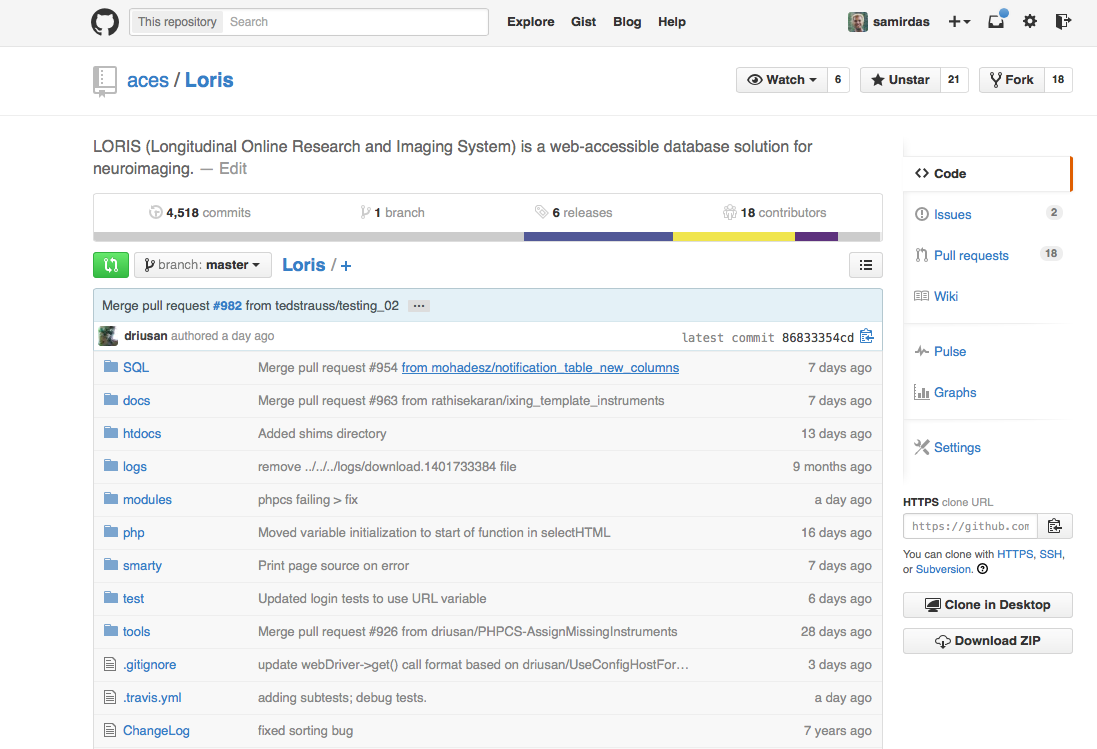 This repository Search Explore Gist Blog Help samirdas
aces / Loris Watch 6 Unstar 21 Fork 18
LORIS (Longitudinal Online Research and Imaging System) is a web-accessible database solution for
neuroimaging. — Edit
4,518 commits 1 branch 6 releases 18 contributors
branch: master Loris / +
Merge pull request #982 from tedstrauss/testing_02 ...
driusan authored a day ago latest commit 86833354cd
SQL Merge pull request #954 from mohadesz/notification_table_new_columns 7 days ago
docs Merge pull request #963 from rathisekaran/ixing_template_instruments 7 days ago
htdocs Added shims directory 13 days ago
logs remove ../../../logs/download.1401733384 file 9 months ago
modules phpcs failing > fix a day ago
php Moved variable initialization to start of function in selectHTML 16 days ago
smarty Print page source on error 7 days ago
test Updated login tests to use URL variable 6 days ago
tools Merge pull request #926 from driusan/PHPCS-AssignMissingInstruments 28 days ago
.gitignore update webDriver->get() call format based on driusan/UseConfigHostFor… 3 days ago
.travis.yml adding subtests; debug tests. a day ago
ChangeLog fixed sorting bug 7 years ago
Code
Issues 2
Pull requests 18
Wiki
Pulse
Graphs
Settings
HTTPS clone URL
https://github.com
You can clone with HTTPS, SSH,
or Subversion.
Clone in Desktop
Download ZIP